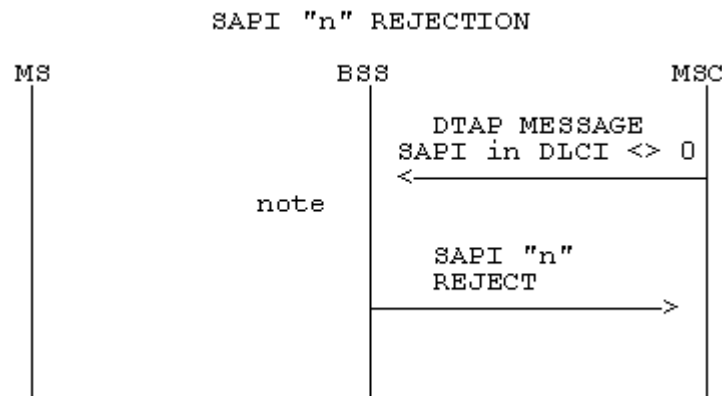 SAPI "n" REJECTION
MS BSS MSC
DTAP MESSAGE
SAPI in DLCI <> 0
note
SAPI "n"
REJECT